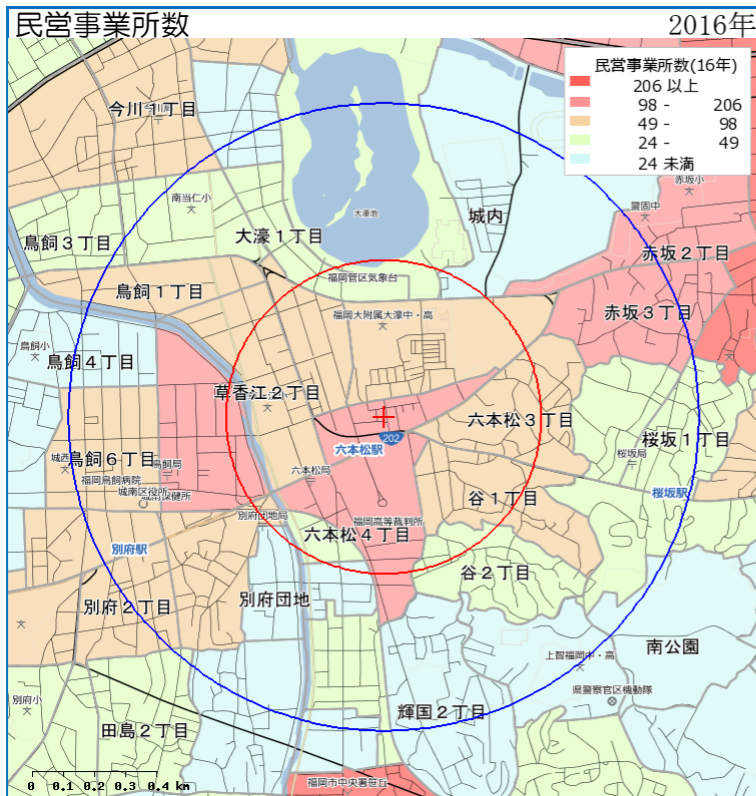 民営事業所数
2016年
民営事業所数(16年)
206 以上
98 - 206
49 - 98
24 - 49
24 未満
今川1丁目
赤坂小
南当仁小
警固中
大濠池
城内
鳥飼3丁目
大濠1丁目
赤坂2丁目
福岡管区気象台
鳥飼1丁目
福岡大附属大濠中・高
赤坂3丁目
鳥飼小
鳥飼4丁目
草香江2丁目
六本松3丁目
202
桜坂1丁目
六本松駅
城西
鳥飼6丁目
鳥飼局
桜坂局
六本松局
福岡鳥飼病院
城南区役所
谷1丁目
桜坂駅
別府団地局
福岡高等裁判所
六本松4丁目
別府駅
谷2丁目
別府団地
別府2丁目
南公園
上智福岡中・高
県警察官区機動隊
別府小
輝国2丁目
田島2丁目
0 0.1 0.2 0.3 0.4 km
福岡市中央署笹丘